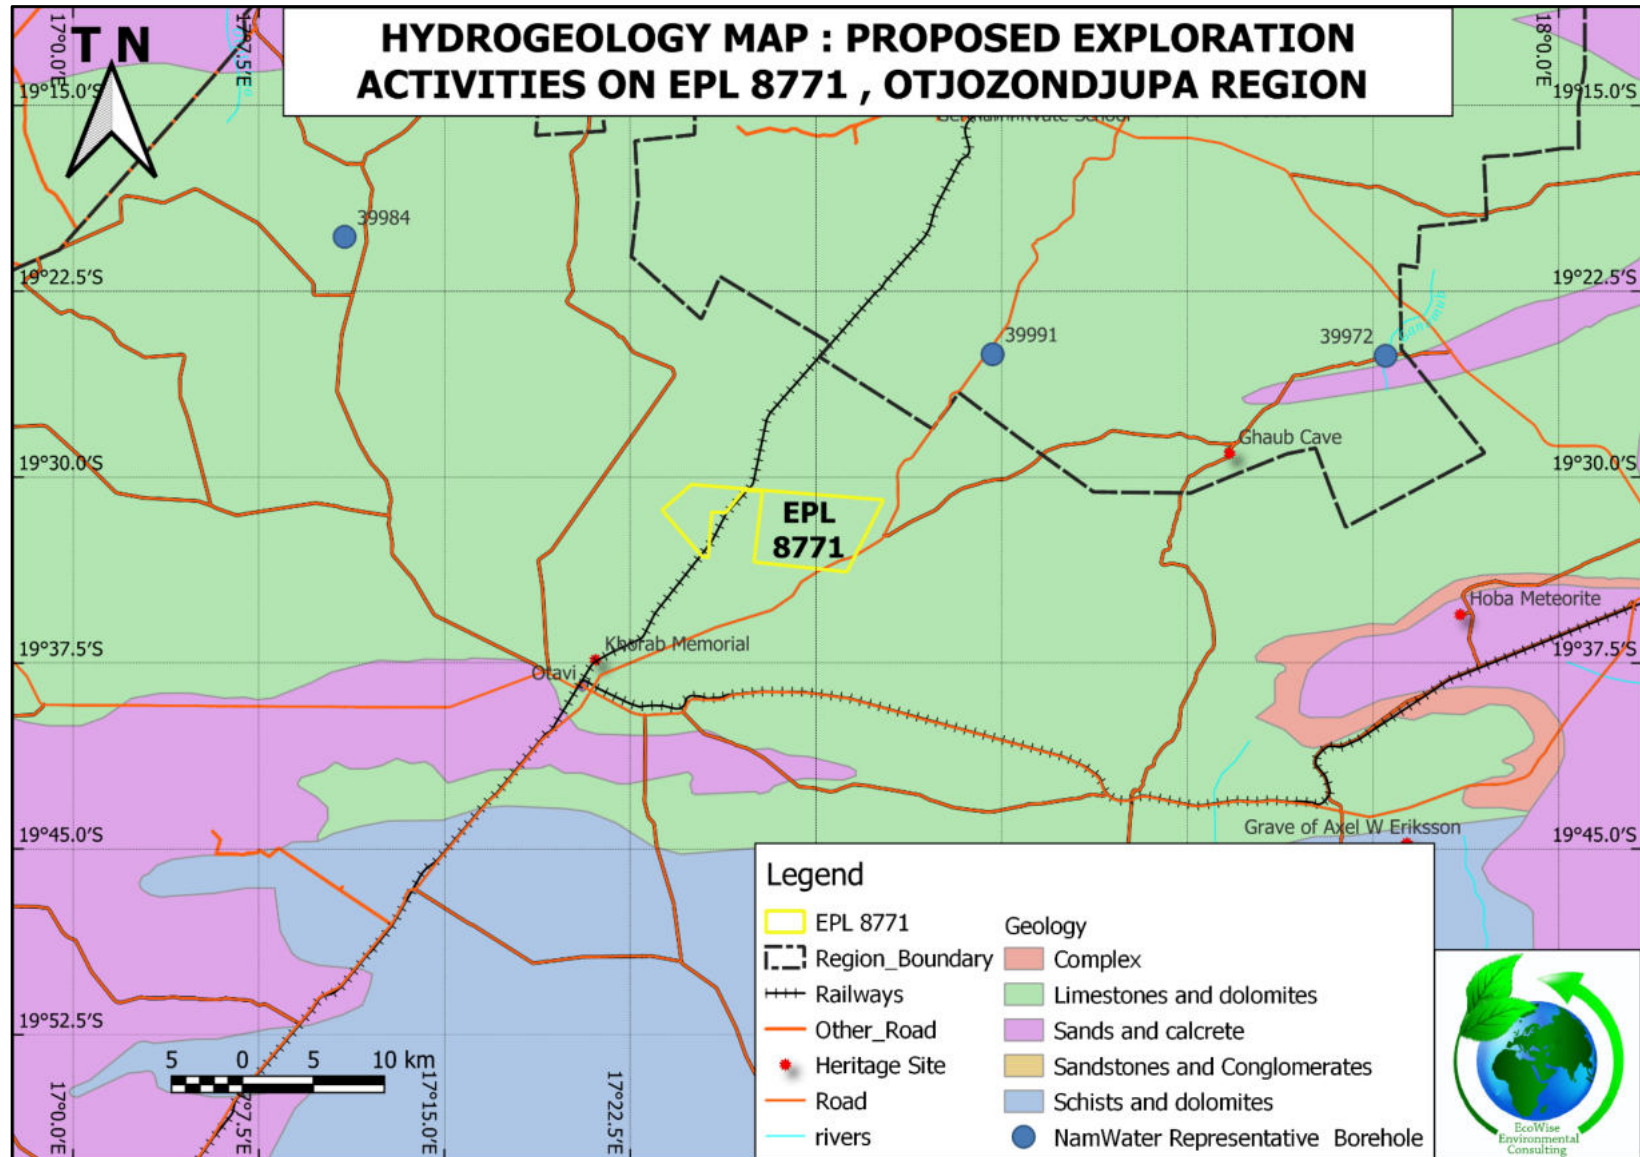 HYDROGEOLOGY MAP : PROPOSED EXPLORATION
ACTIVITIES ON EPL 8771 , OTJOZONDJUPA REGION
T N
17°0.0'E
17°7.5'E
18°0.0'E
19°15.0'S
19°15.0'S
School
39984
19°22.5'S
19°22.5'S
39991
39972
Ghaub Cave
19°30.0'S
19°30.0'S
EPL
8771
Hoba Meteorite
19°37.5'S
Khorab Memorial
19°37.5'S
Otavi
19°45.0'S
Grave of Axel W Eriksson
19°45.0'S
19°52.5'S
5 0 5 10 km
17°0.0'E
17°7.5'E
17°15.0'E
17°22.5'E
Legend
EPL 8771
Region_Boundary
Railways
Other_Road
Heritage Site
Road
rivers
Geology
Complex
Limestones and dolomites
Sands and calcrete
Sandstones and Conglomerates
Schists and dolomites
NamWater Representative Borehole
EcoWise
Environmental
Consulting